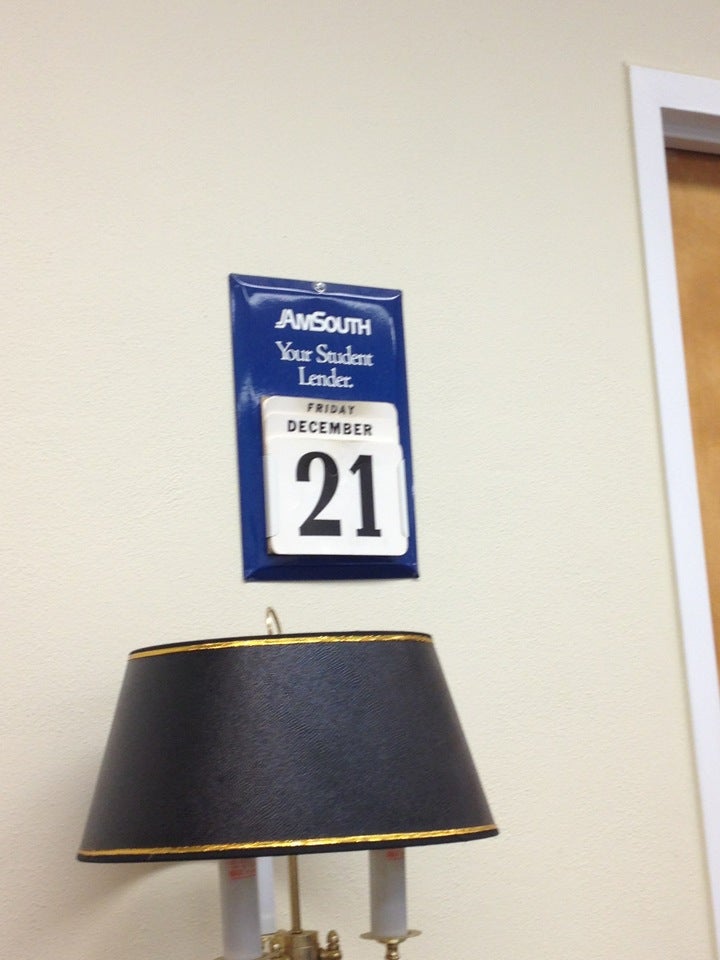 AmSouth
Your Student
Lender.
FRIDAY
DECEMBER
21